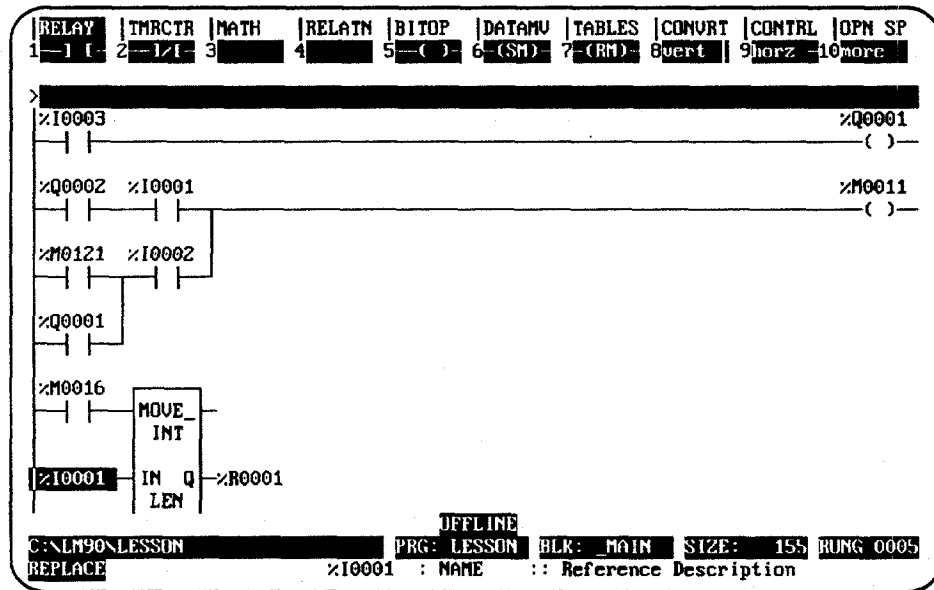 RELAY |TMRCTR |MATH |RELATN |BITOP |DATAMV |TABLES |CONVRT |CONTRL |OPN SP
1 —] [— 2 —]/[— 3 4 5 —( )— 6 —(SM)— 7 —(RM)— 8 vert | 9 horz — 10 more
>
%I0003 %Q0001
%Q0002 %I0001 %M0011
%M0121 %I0002
%Q0001
%M0016
MOVE_
INT
%I0001 IN Q %R0001
LEN
OFFLINE
C:\LM90\LESSON PRG: LESSON BLK: _MAIN SIZE: 155 RUNG 0005
REPLACE %I0001 : NAME :: Reference Description